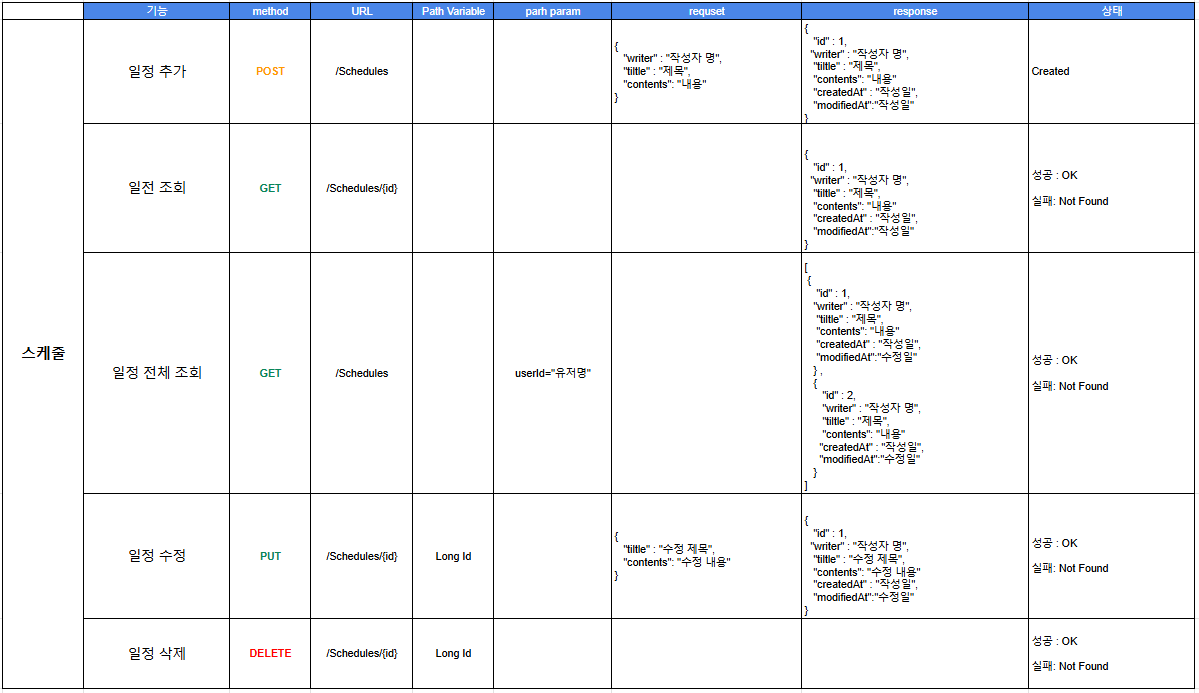 기능 method URL Path Variable parh param requset response 상태
스케줄
일정 추가 POST /Schedules
{
"writer" : "작성자 명",
"tiltle" : "제목",
"contents": "내용"
}
{
"id" : 1,
"writer" : "작성자 명",
"tiltle" : "제목",
"contents": "내용"
"createdAt" : "작성일",
"modifiedAt":"작성일"
}
Created
일전 조회 GET /Schedules/{id}
{
"id" : 1,
"writer" : "작성자 명",
"tiltle" : "제목",
"contents": "내용"
"createdAt" : "작성일",
"modifiedAt":"작성일"
}
성공 : OK
실패: Not Found
일정 전체 조회 GET /Schedules userId="유저명"
[
{
"id" : 1,
"writer" : "작성자 명",
"tiltle" : "제목",
"contents": "내용"
"createdAt" : "작성일",
"modifiedAt":"수정일"
} ,
{
"id" : 2,
"writer" : "작성자 명",
"tiltle" : "제목",
"contents": "내용"
"createdAt" : "작성일",
"modifiedAt":"수정일"
}
]
성공 : OK
실패: Not Found
일정 수정 PUT /Schedules/{id} Long Id
{
"tiltle" : "수정 제목",
"contents": "수정 내용"
}
{
"id" : 1,
"writer" : "작성자 명",
"tiltle" : "수정 제목",
"contents": "수정 내용"
"createdAt" : "작성일",
"modifiedAt":"수정일"
}
성공 : OK
실패: Not Found
일정 삭제 DELETE /Schedules/{id} Long Id
성공 : OK
실패: Not Found